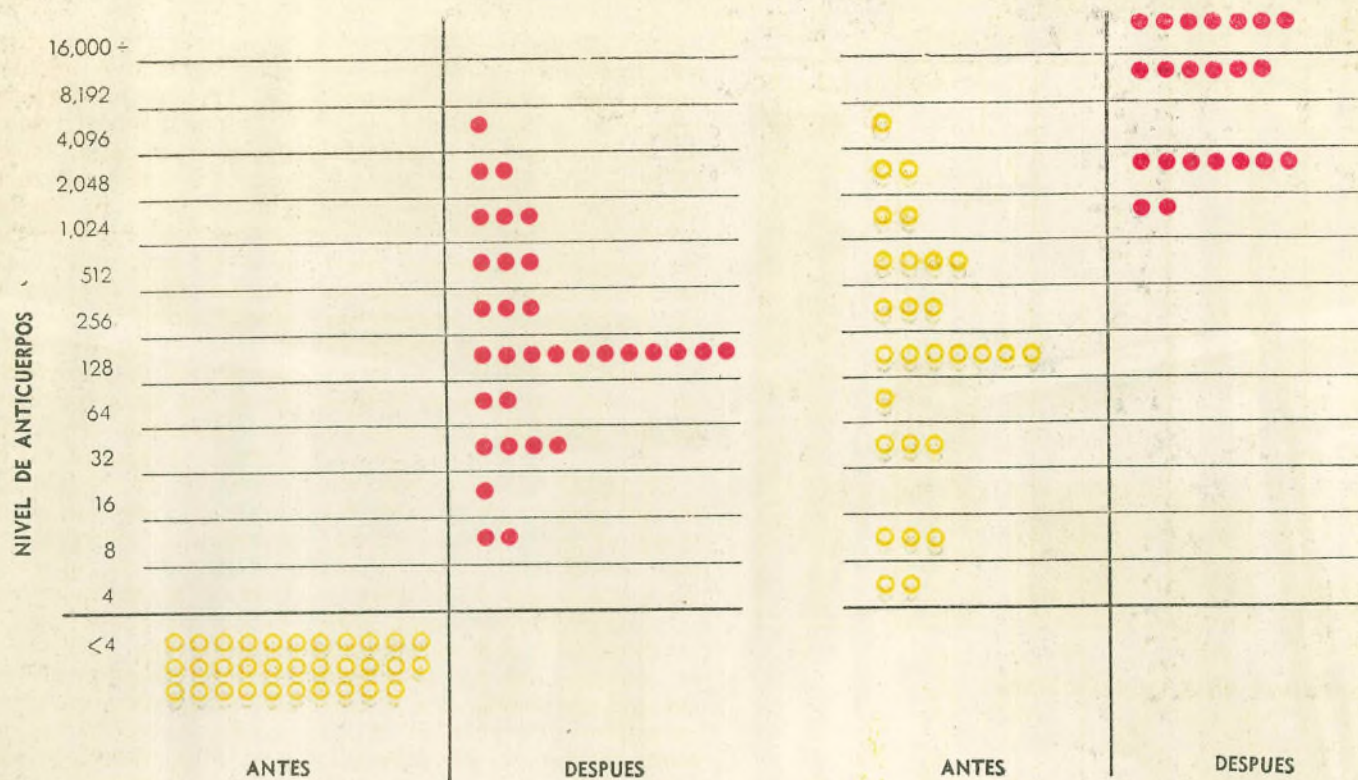 16,000 +
8,192
4,096
2,048
1,024
512
256
128
64
32
16
8
4
<4
NIVEL DE ANTICUERPOS
ANTES
DESPUES
ANTES
DESPUES